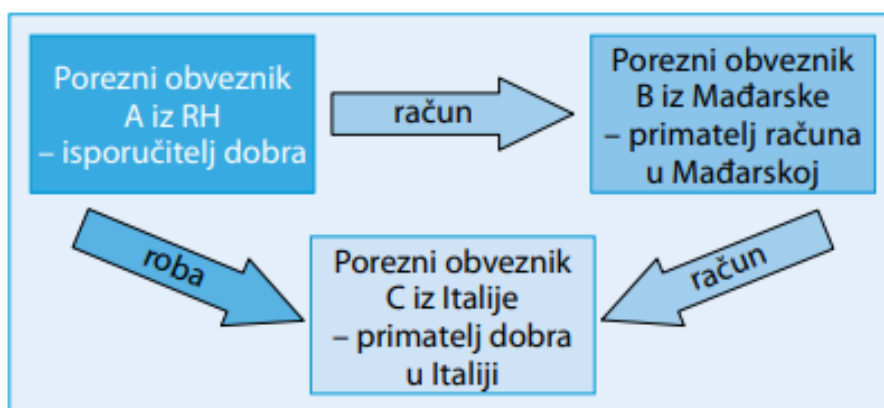 Porezni obveznik
A iz RH
– isporučitelj dobra
račun
Porezni obveznik
B iz Mađarske
– primatelj računa
u Mađarskoj
roba
Porezni obveznik
C iz Italije
– primatelj dobra
u Italiji
račun